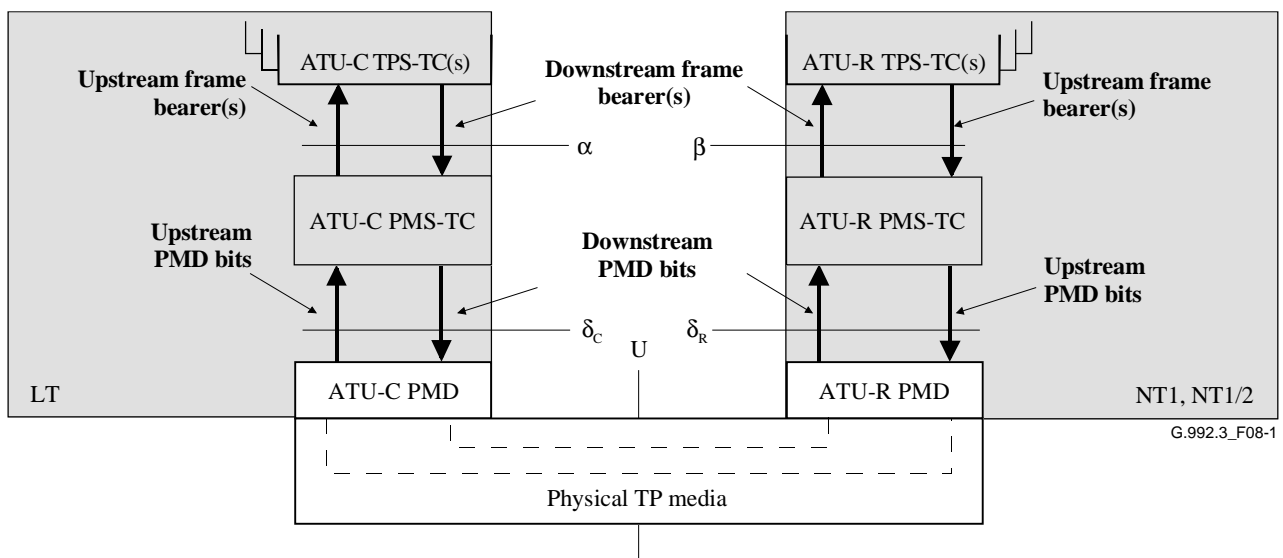 ATU-C TPS-TC(s)
Upstream frame
bearer(s)
Downstream frame
bearer(s)
ATU-R TPS-TC(s)
Upstream frame
bearer(s)
α
β
ATU-C PMS-TC
ATU-R PMS-TC
Upstream
PMD bits
Downstream
PMD bits
Upstream
PMD bits
δC
δR
U
LT
ATU-C PMD
ATU-R PMD
NT1, NT1/2
G.992.3_F08-1
Physical TP media